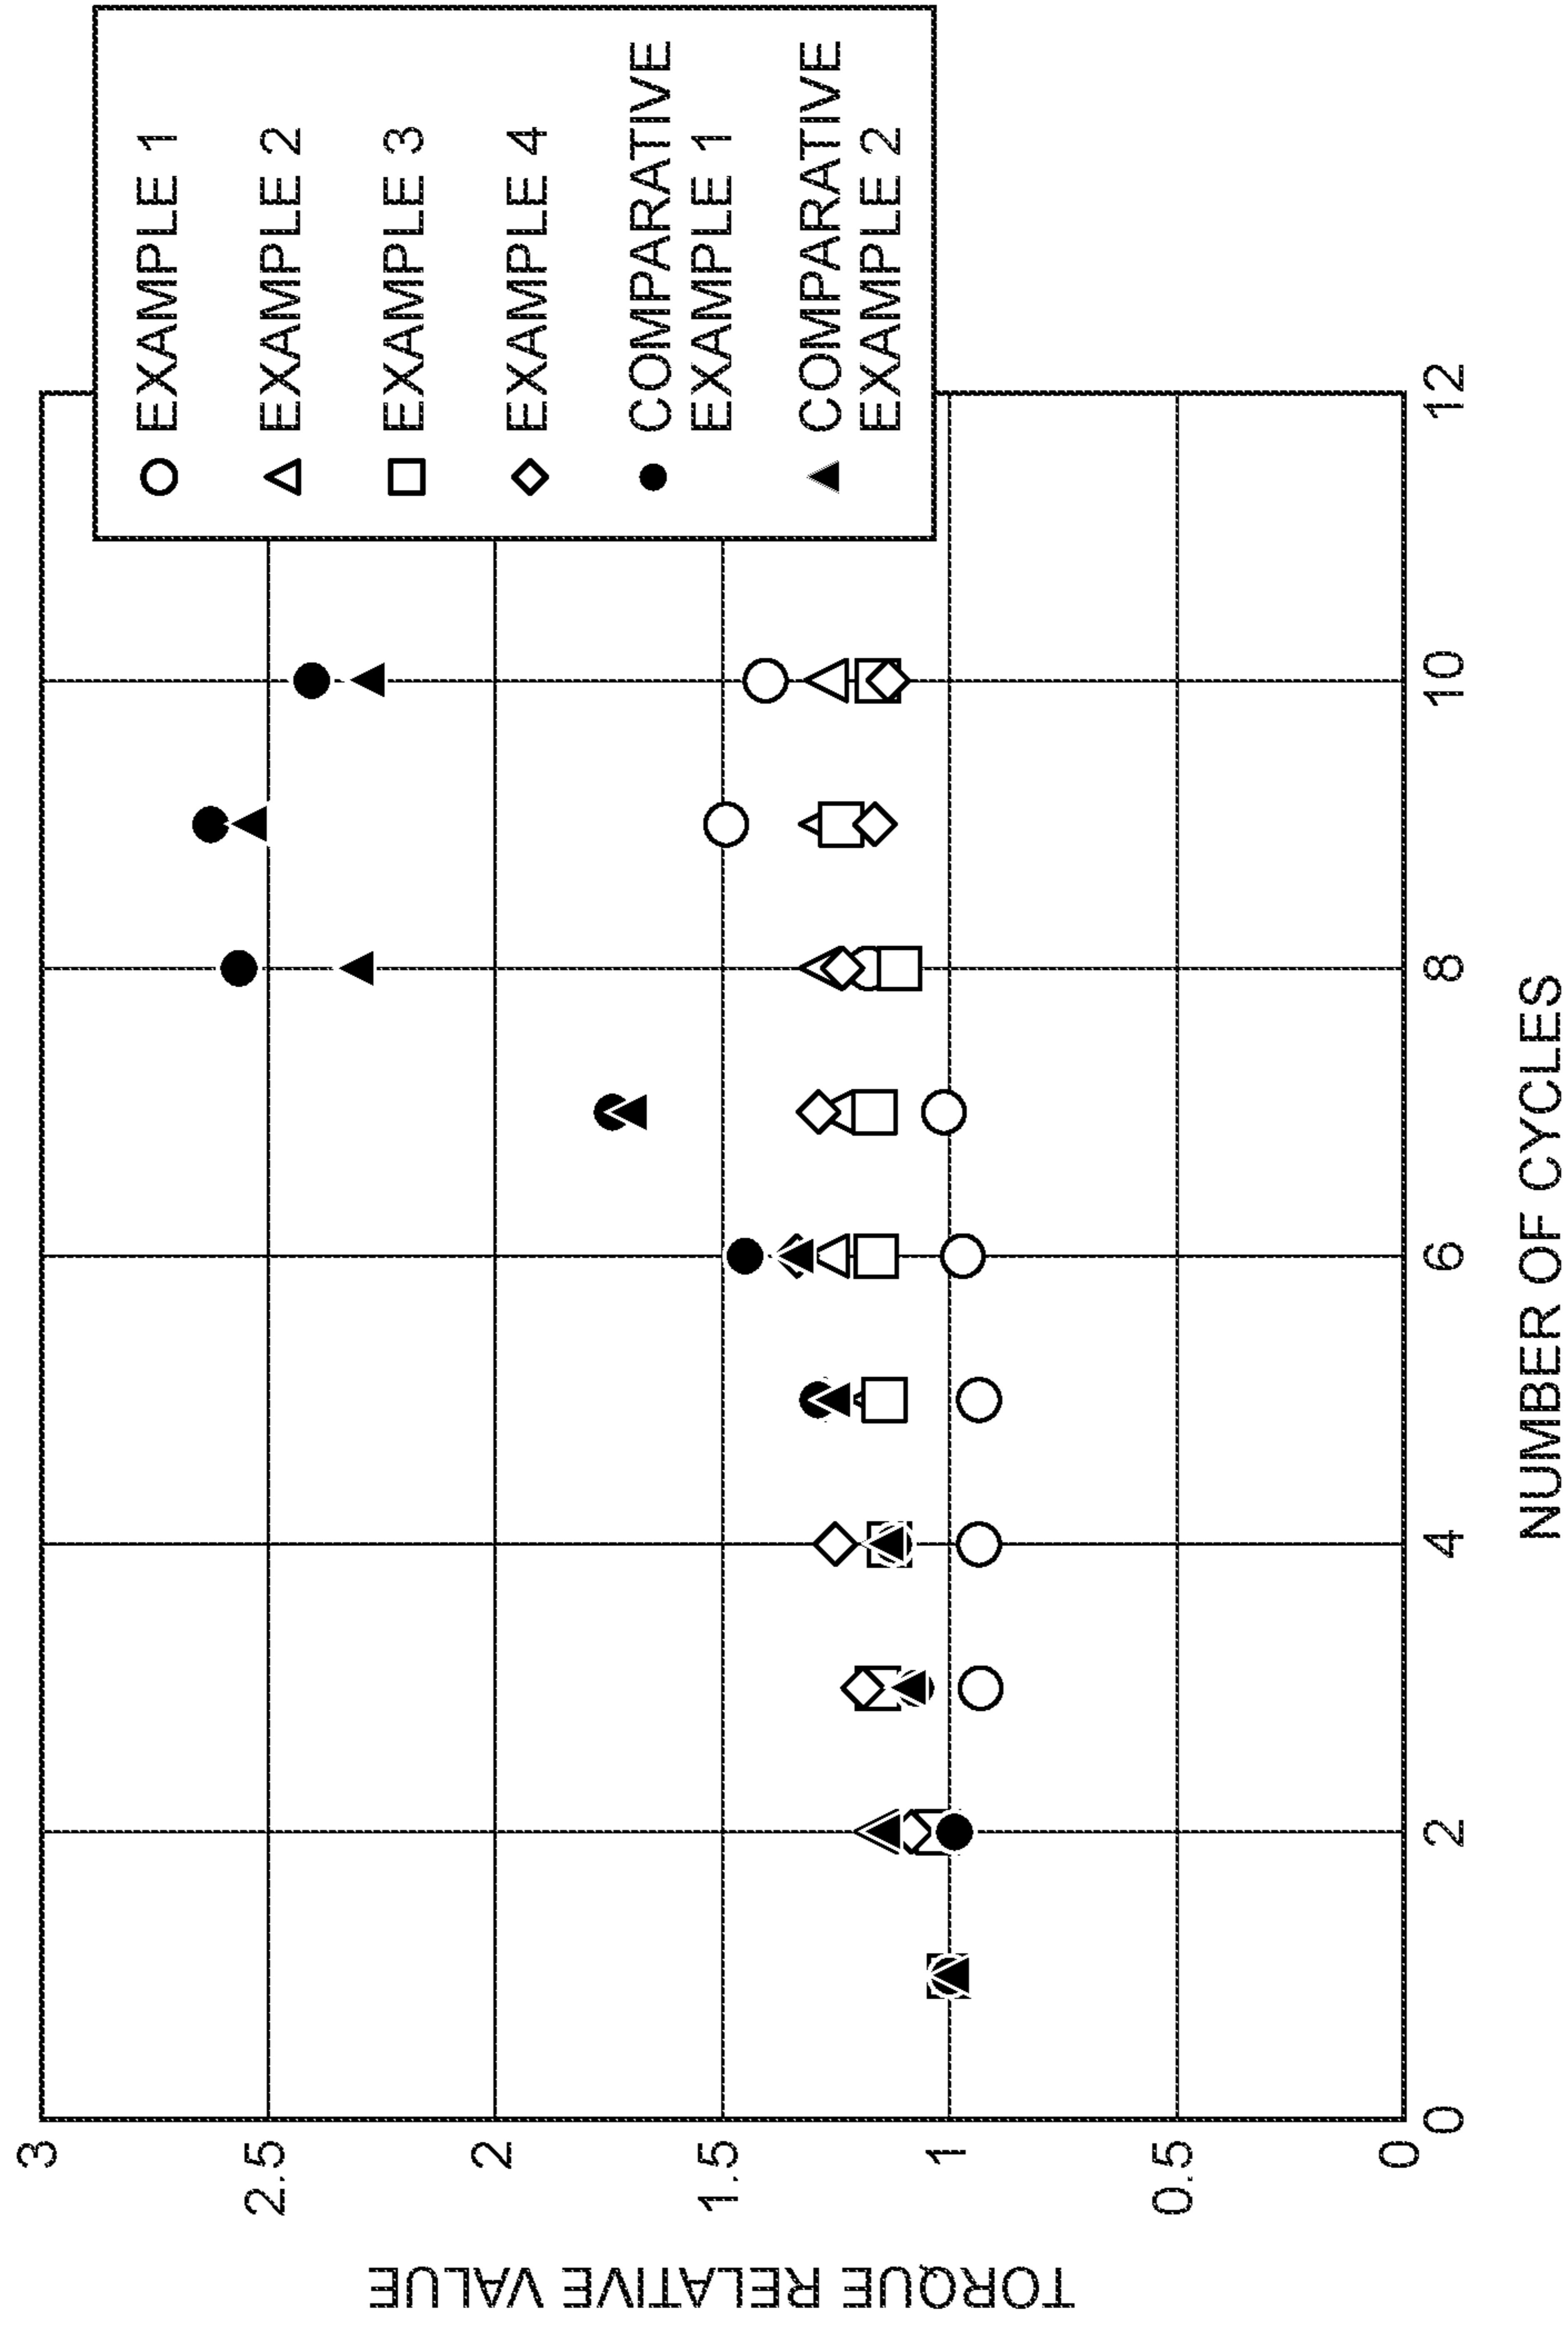 TORQUE RELATIVE VALUE
3
2.5
2
1.5
1
0.5
0
0
2
4
6
8
10
12
NUMBER OF CYCLES
EXAMPLE 1
EXAMPLE 2
EXAMPLE 3
EXAMPLE 4
COMPARATIVE
EXAMPLE 1
COMPARATIVE
EXAMPLE 2